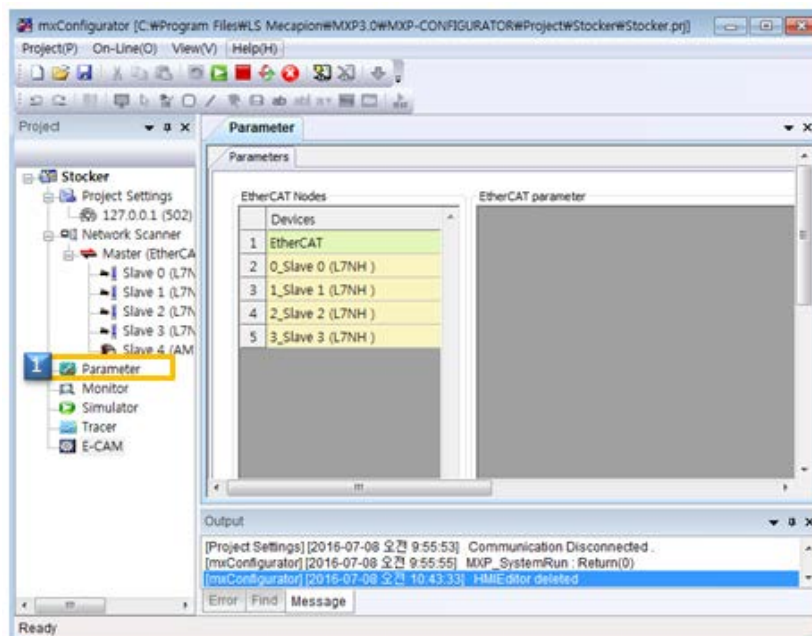 mxConfigurator [C:₩Program Files₩LS Mecapion₩MXP3.0₩MXP-CONFIGURATOR₩Project₩Stocker₩Stocker.prj]
Project(P) On-Line(O) View(V) Help(H)
Project
Stocker
Project Settings
127.0.0.1 (502)
Network Scanner
Master (EtherCA
Slave 0 (L7N
Slave 1 (L7N
Slave 2 (L7N
Slave 3 (L7N
Slave 4 (AM
1
Parameter
Monitor
Simulator
Tracer
E-CAM
Parameter
Parameters
EtherCAT Nodes
Devices
1 EtherCAT
2 0_Slave 0 (L7NH )
3 1_Slave 1 (L7NH )
4 2_Slave 2 (L7NH )
5 3_Slave 3 (L7NH )
EtherCAT parameter
Output
[Project Settings] [2016-07-08 오전 9:55:53] Communication Disconnected .
[mxConfigurator] [2016-07-08 오전 9:55:55] MXP_SystemRun : Return(0)
[mxConfigurator] [2016-07-08 오전 10:43:33] HMIEditor deleted
Error Find Message
Ready